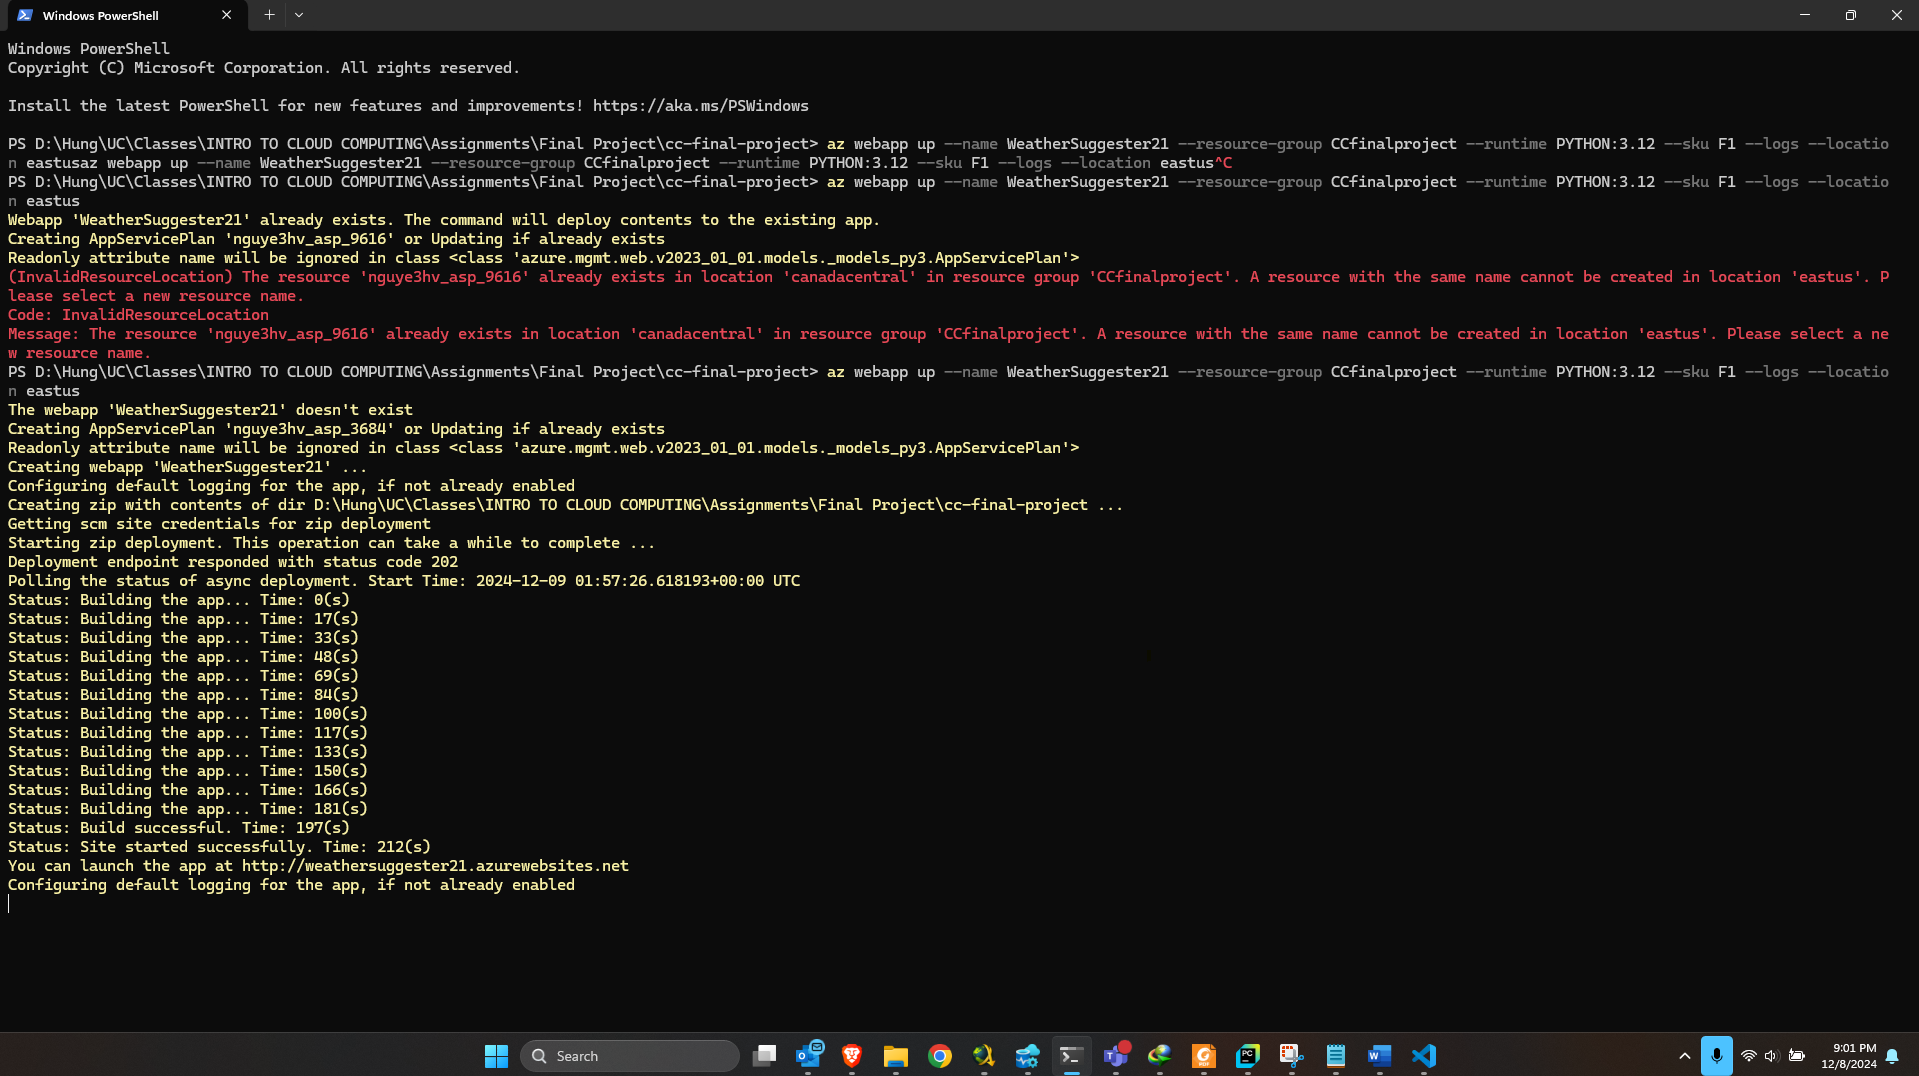 Windows PowerShell
Windows PowerShell
Copyright (C) Microsoft Corporation. All rights reserved.
Install the latest PowerShell for new features and improvements! https://aka.ms/PSWindows
PS D:\Hung\UC\Classes\INTRO TO CLOUD COMPUTING\Assignments\Final Project\cc-final-project> az webapp up --name WeatherSuggester21 --resource-group CCfinalproject --runtime PYTHON:3.12 --sku F1 --logs --locatio
n eastusaz webapp up --name WeatherSuggester21 --resource-group CCfinalproject --runtime PYTHON:3.12 --sku F1 --logs --location eastus^C
PS D:\Hung\UC\Classes\INTRO TO CLOUD COMPUTING\Assignments\Final Project\cc-final-project> az webapp up --name WeatherSuggester21 --resource-group CCfinalproject --runtime PYTHON:3.12 --sku F1 --logs --locatio
n eastus
Webapp 'WeatherSuggester21' already exists. The command will deploy contents to the existing app.
Creating AppServicePlan 'nguye3hv_asp_9616' or Updating if already exists
Readonly attribute name will be ignored in class <class 'azure.mgmt.web.v2023_01_01.models._models_py3.AppServicePlan'>
(InvalidResourceLocation) The resource 'nguye3hv_asp_9616' already exists in location 'canadacentral' in resource group 'CCfinalproject'. A resource with the same name cannot be created in location 'eastus'. P
lease select a new resource name.
Code: InvalidResourceLocation
Message: The resource 'nguye3hv_asp_9616' already exists in location 'canadacentral' in resource group 'CCfinalproject'. A resource with the same name cannot be created in location 'eastus'. Please select a ne
w resource name.
PS D:\Hung\UC\Classes\INTRO TO CLOUD COMPUTING\Assignments\Final Project\cc-final-project> az webapp up --name WeatherSuggester21 --resource-group CCfinalproject --runtime PYTHON:3.12 --sku F1 --logs --locatio
n eastus
The webapp 'WeatherSuggester21' doesn't exist
Creating AppServicePlan 'nguye3hv_asp_3684' or Updating if already exists
Readonly attribute name will be ignored in class <class 'azure.mgmt.web.v2023_01_01.models._models_py3.AppServicePlan'>
Creating webapp 'WeatherSuggester21' ...
Configuring default logging for the app, if not already enabled
Creating zip with contents of dir D:\Hung\UC\Classes\INTRO TO CLOUD COMPUTING\Assignments\Final Project\cc-final-project ...
Getting scm site credentials for zip deployment
Starting zip deployment. This operation can take a while to complete ...
Deployment endpoint responded with status code 202
Polling the status of async deployment. Start Time: 2024-12-09 01:57:26.618193+00:00 UTC
Status: Building the app... Time: 0(s)
Status: Building the app... Time: 17(s)
Status: Building the app... Time: 33(s)
Status: Building the app... Time: 48(s)
Status: Building the app... Time: 69(s)
Status: Building the app... Time: 84(s)
Status: Building the app... Time: 100(s)
Status: Building the app... Time: 117(s)
Status: Building the app... Time: 133(s)
Status: Building the app... Time: 150(s)
Status: Building the app... Time: 166(s)
Status: Building the app... Time: 181(s)
Status: Build successful. Time: 197(s)
Status: Site started successfully. Time: 212(s)
You can launch the app at http://weathersuggester21.azurewebsites.net
Configuring default logging for the app, if not already enabled
Search
9:01 PM
12/8/2024